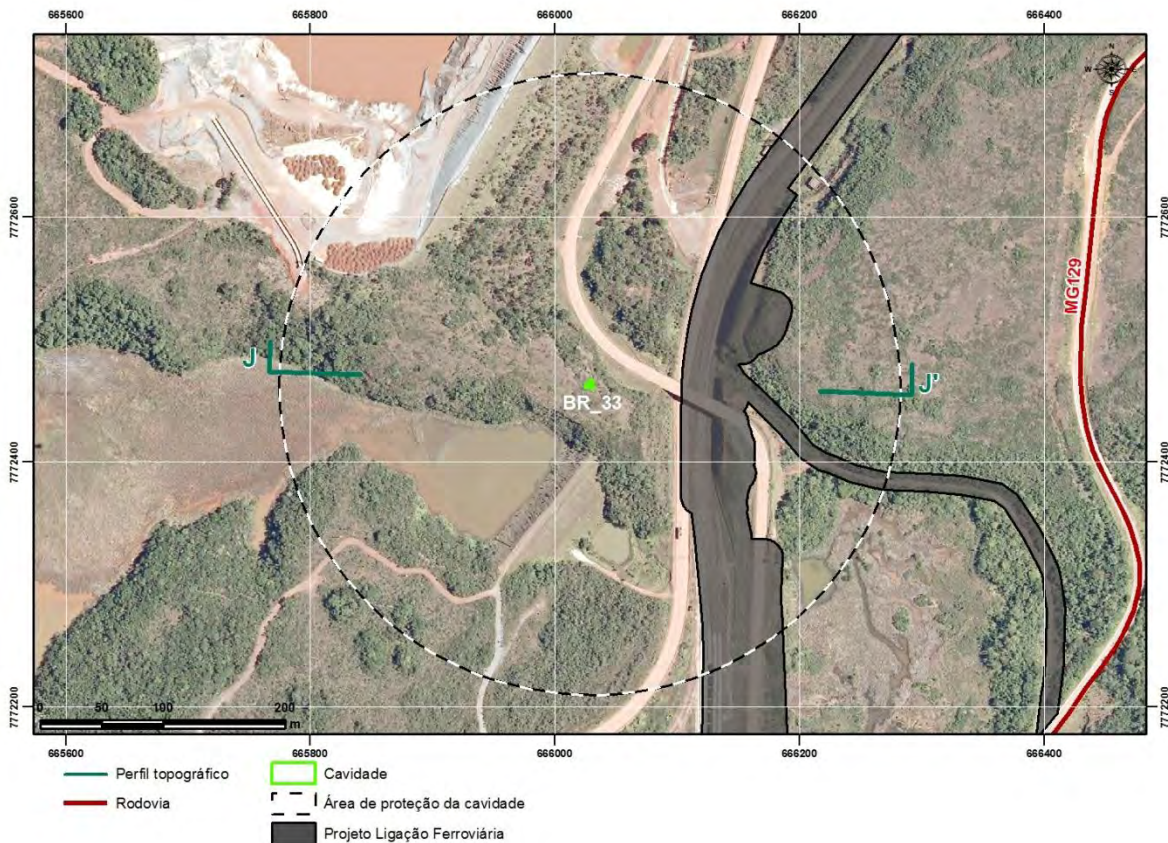 665600 665800 666000 666200 666400
N
W E
S
7772600 7772600
MG129
J J'
BR_33
7772400 7772400
7772200 7772200
0 50 100 200
m
665600 665800 666000 666200 666400
Perfil topográfico
Rodovia
Cavidade
Área de proteção da cavidade
Projeto Ligação Ferroviária